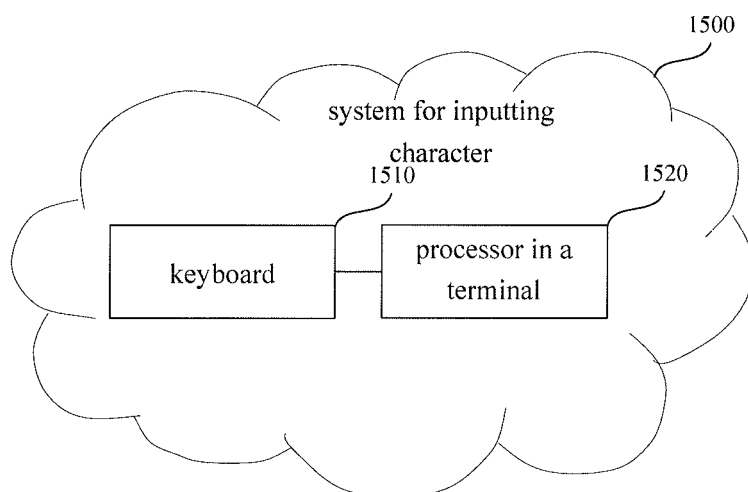 1500
system for inputting
character
1510
1520
keyboard
processor in a
terminal